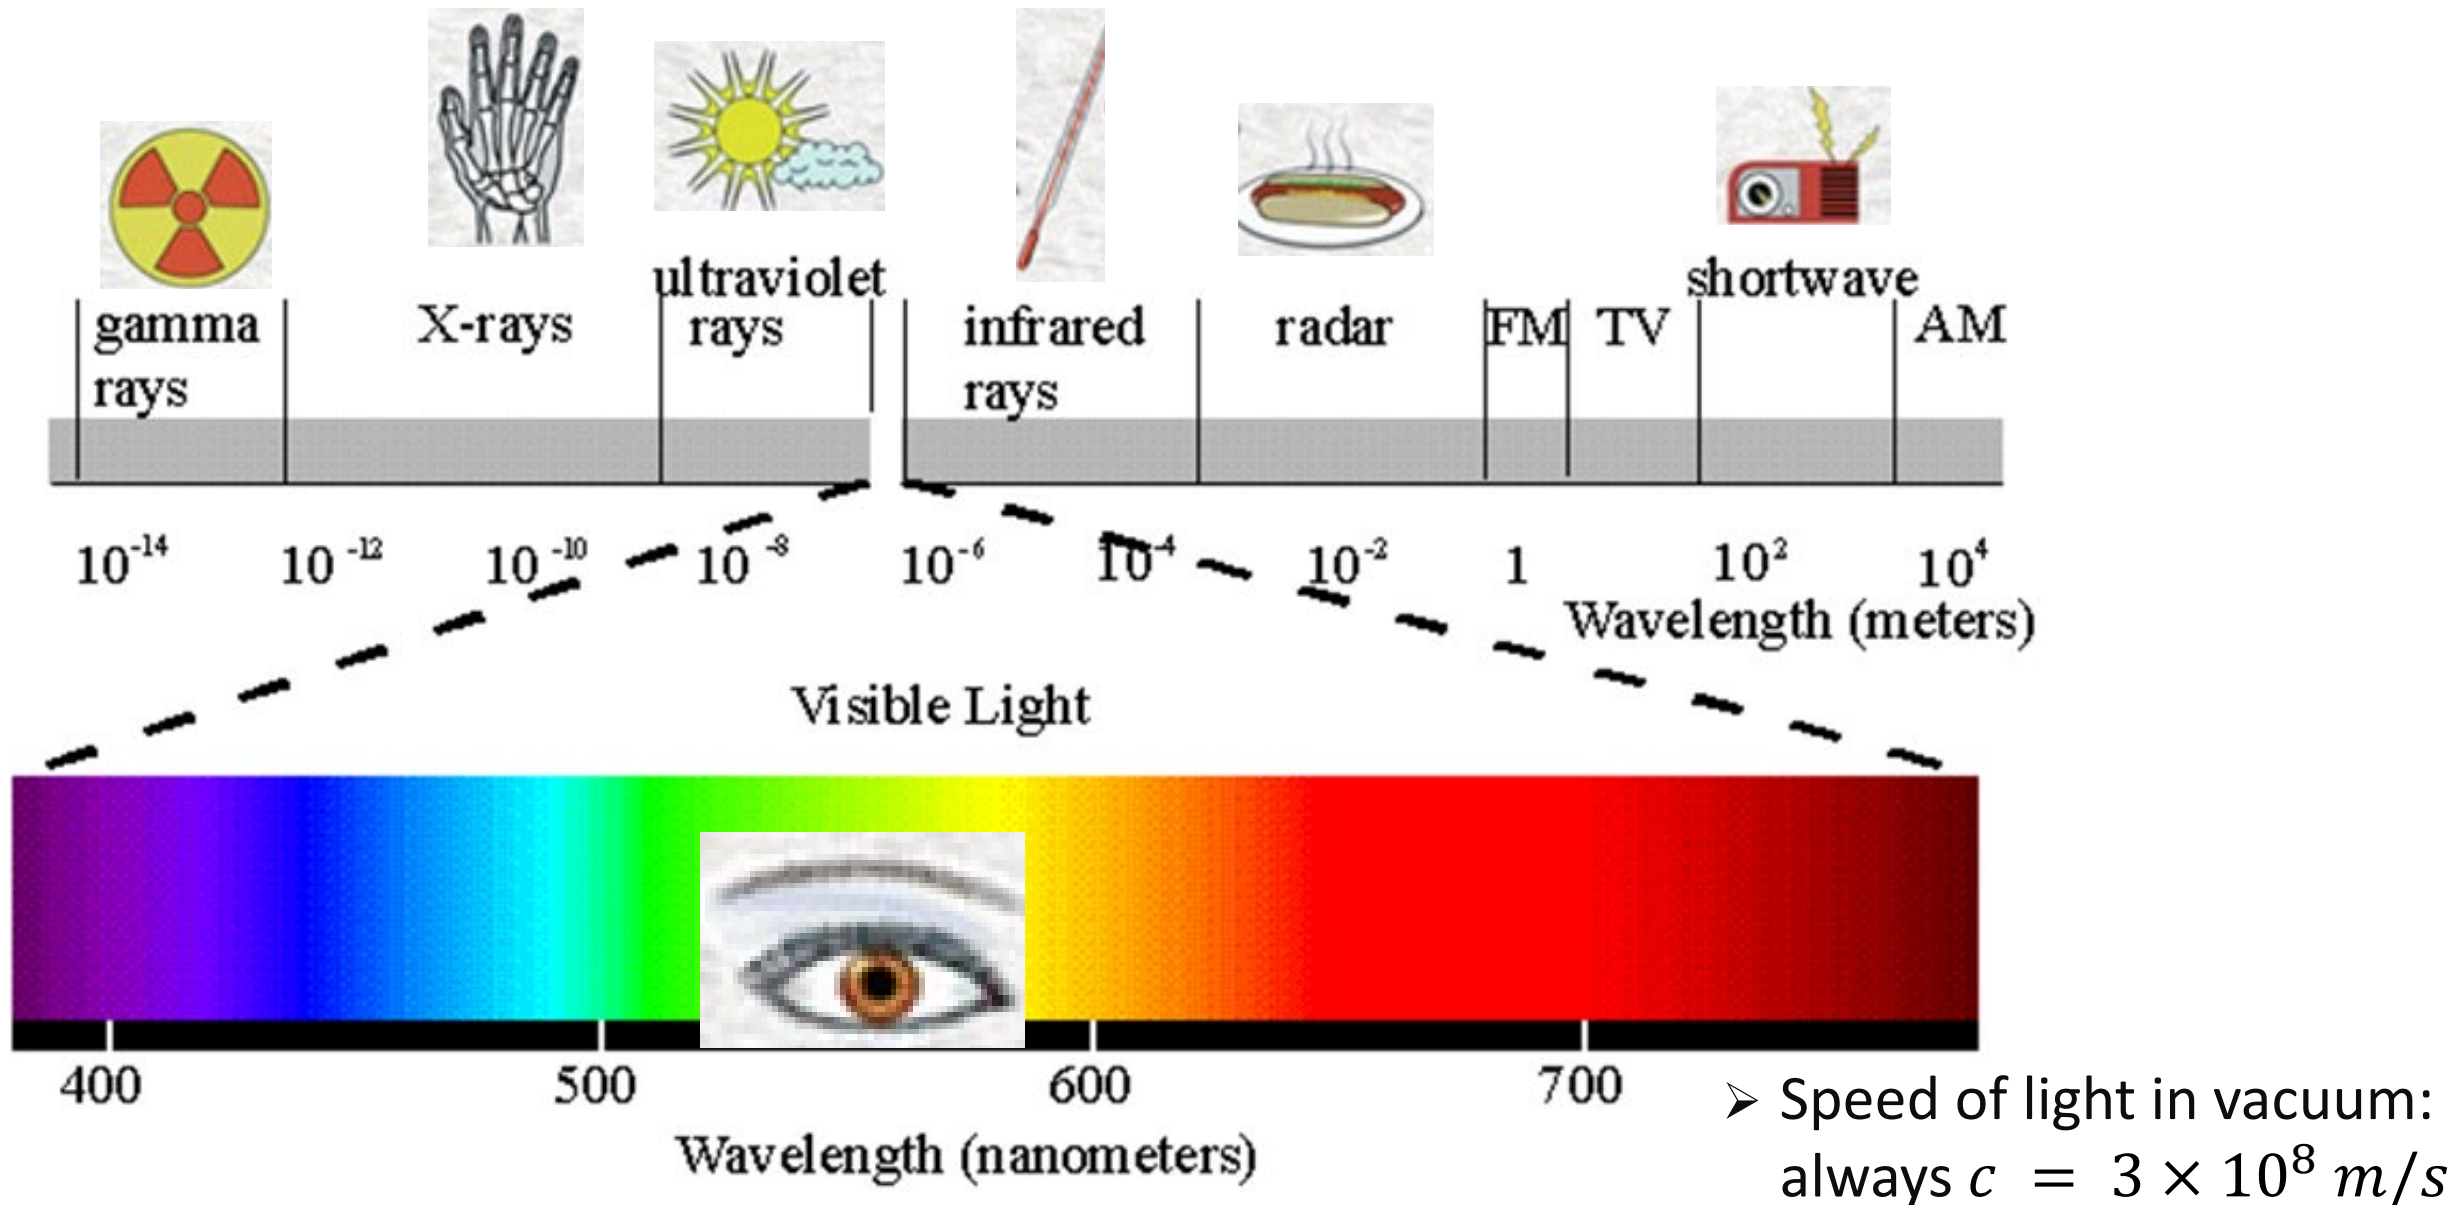 ultraviolet
shortwave
gamma X-rays rays infrared radar FM TV AM
rays rays
10⁻¹⁴ 10⁻¹² 10⁻¹⁰ 10⁻⁸ 10⁻⁶ 10⁻⁴ 10⁻² 1 10² 10⁴
Wavelength (meters)
Visible Light
400 500 600 700
Wavelength (nanometers)
➢ Speed of light in vacuum:
always c = 3 × 10⁸ m/s